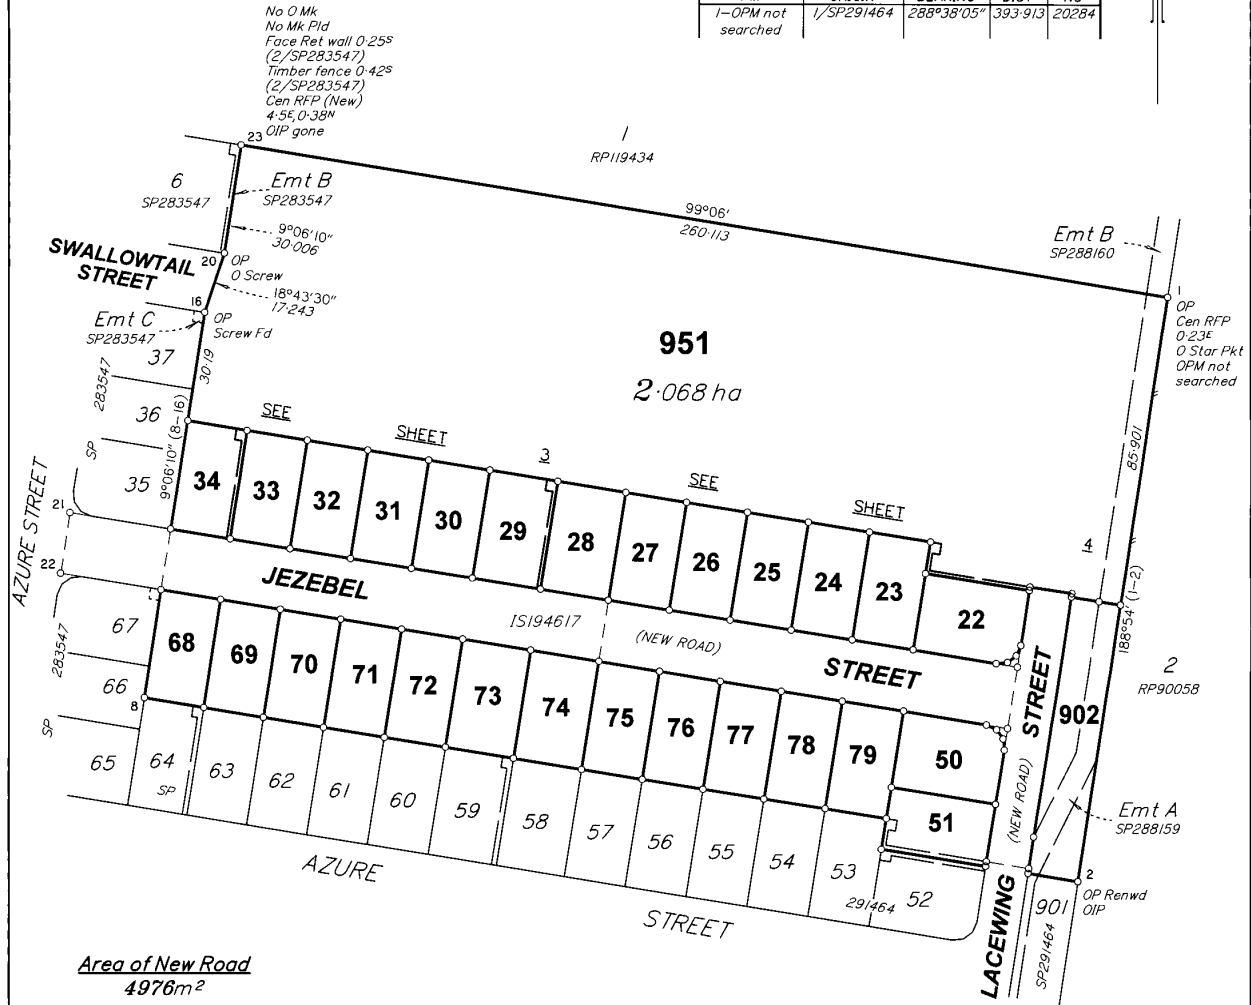 No O Mk
No Mk Pld
Face Ret wall 0·25ˢ
(2/SP283547)
Timber fence 0·42ˢ
(2/SP283547)
Cen RFP (New)
4·5ᴱ,0·38ᴺ
OIP gone
1-OPM not
searched
1/SP291464
288°38'05"
393·913
20284
23
1
RP119434
6
SP283547
Emt B
SP283547
99°06'
260·113
9°06'10"
30·006
Emt B
SP288160
SWALLOWTAIL
STREET
20
OP
O Screw
18°43'30"
17·243
16
OP
Screw Fd
Emt C
SP283547
1
OP
Cen RFP
0·23ᴱ
O Star Pkt
OPM not
searched
951
2·068 ha
37
30·19
283547
36
9°06'10" (8-16)
SP
35
SEE
SHEET
3
SEE
SHEET
4
85·901
188°54' (1-2)
34
33
32
31
30
29
28
27
26
25
24
23
22
AZURE STREET
21
22
JEZEBEL
IS194617
(NEW ROAD)
STREET
STREET
(NEW ROAD)
2
RP90058
902
67
283547
66
8
SP
65
68
69
70
71
72
73
74
75
76
77
78
79
50
51
64
SP
63
62
61
60
59
58
57
56
55
54
53
52
291464
Emt A
SP288159
2
OP Renwd
OIP
901
SP291464
AZURE
STREET
LACEWING
Area of New Road
4976m²